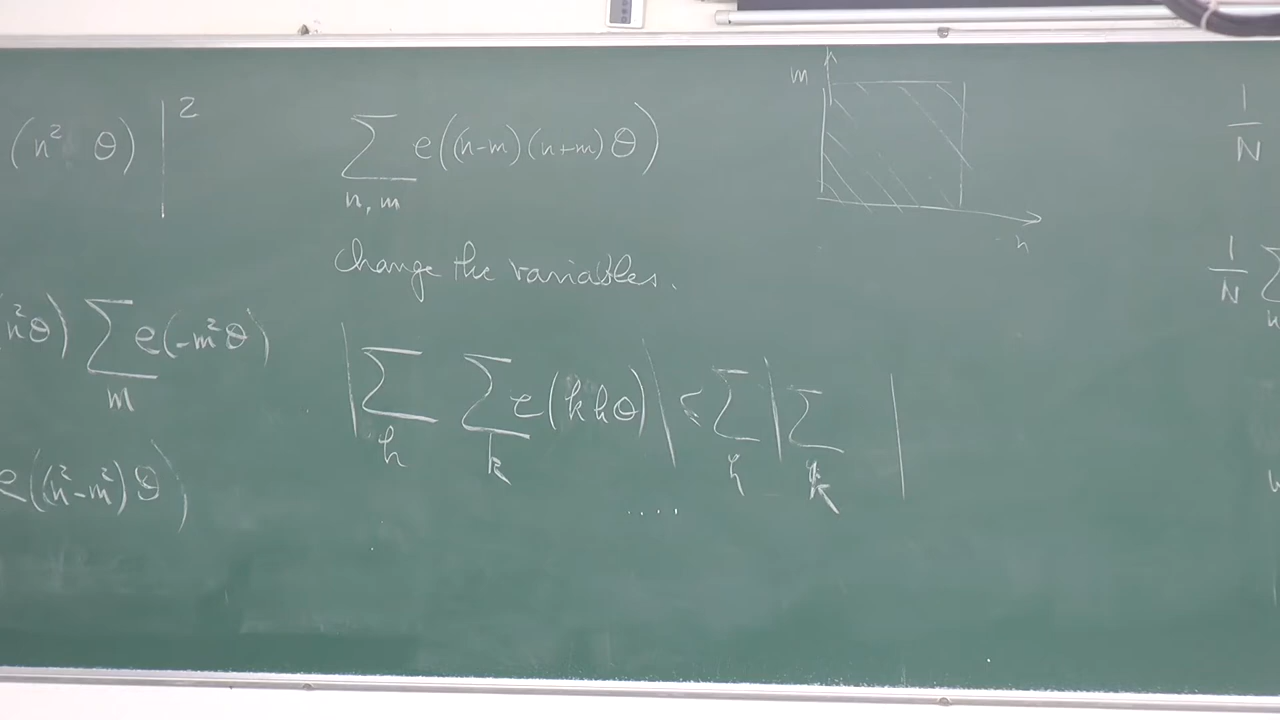 (n² θ)|²
∑ e((n-m)(n+m)θ)
n, m
m
n
1/N
change the variables.
n²θ) ∑ e(-m²θ)
m
1/N ∑
n
|∑ ∑ e(khθ)| ≤ ∑ |∑ |
h k h k
e((n²-m²)θ)
....